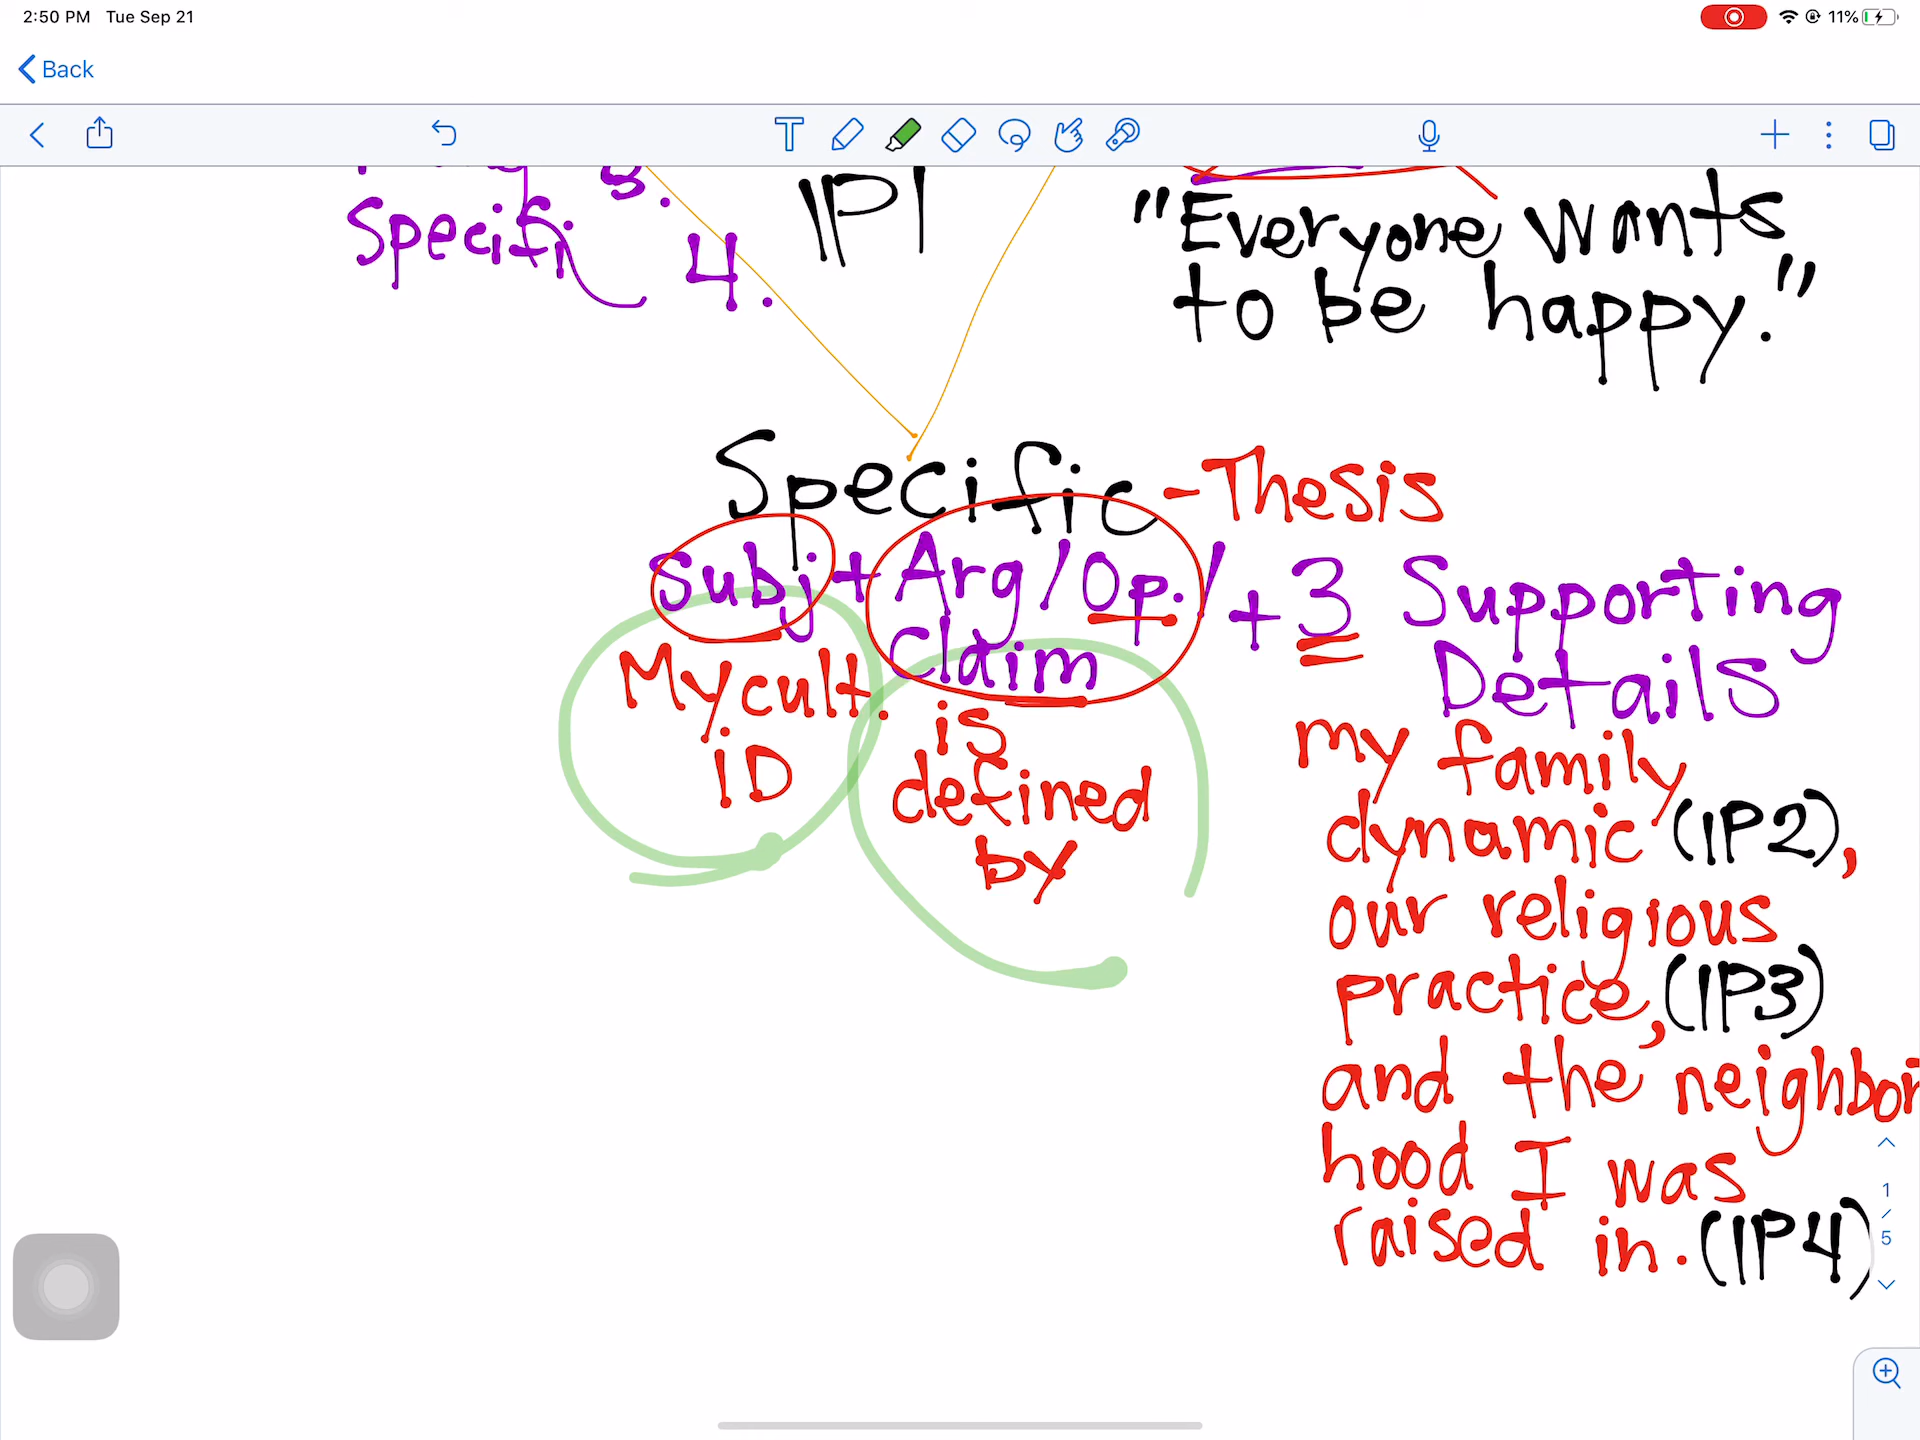 2:50 PM Tue Sep 21
11%
Back
Specifi
4.
IP1
"Everyone wants
to be happy."
Specific - Thesis
Subj + Arg/Op./ + 3 Supporting
Claim
Details
My cult.
iD
is
defined
by
my family
dynamic (IP2),
our religious
practice, (IP3)
and the neighbor
hood I was
raised in. (IP4)
1
/
5